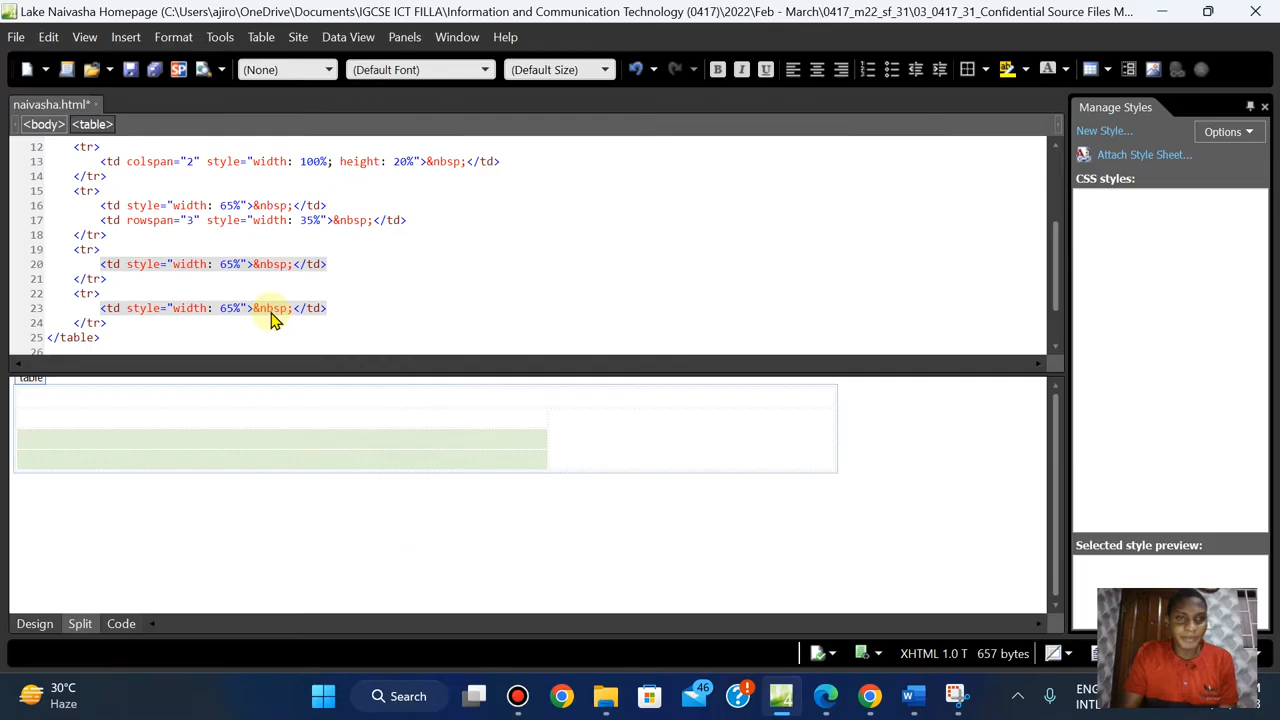 Lake Naivasha Homepage (C:\Users\ajiro\OneDrive\Documents\IGCSE ICT FILLA\Information and Communication Technology (0417)\2022\Feb - March\0417_m22_sf_31\03_0417_31_Confidential Source Files M...
File Edit View Insert Format Tools Table Site Data View Panels Window Help
(None) (Default Font) (Default Size) B I U A
naivasha.html*
Manage Styles
<body> <table>
New Style... Options
Attach Style Sheet...
CSS styles:
12 <tr>
13 <td colspan="2" style="width: 100%; height: 20%">&nbsp;</td>
14 </tr>
15 <tr>
16 <td style="width: 65%">&nbsp;</td>
17 <td rowspan="3" style="width: 35%">&nbsp;</td>
18 </tr>
19 <tr>
20 <td style="width: 65%">&nbsp;</td>
21 </tr>
22 <tr>
23 <td style="width: 65%">&nbsp;</td>
24 </tr>
25 </table>
26
table
Selected style preview:
Design Split Code
XHTML 1.0 T 657 bytes
30°C
Haze
Search
46
ENG
INTL